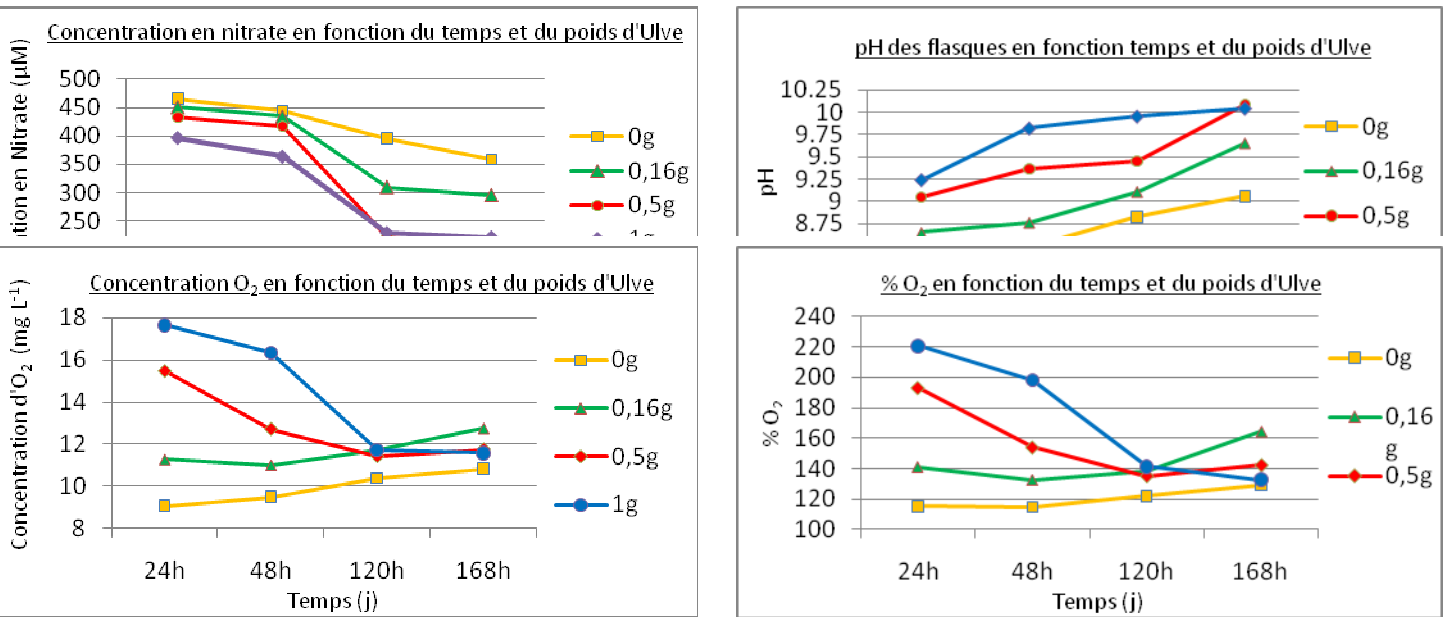 Concentration en nitrate en fonction du temps et du poids d'Ulve
en Nitrate (µM)
500
450
400
350
300
250
0g
0,16g
0,5g
1g
pH des flasques en fonction temps et du poids d'Ulve
pH
10.25
10
9.75
9.5
9.25
9
8.75
0g
0,16g
0,5g
Concentration O2 en fonction du temps et du poids d'Ulve
Concentration d'O2 (mg L-1)
18
16
14
12
10
8
24h 48h 120h 168h
Temps (j)
0g
0,16g
0,5g
1g
% O2 en fonction du temps et du poids d'Ulve
% O2
240
220
200
180
160
140
120
100
24h 48h 120h 168h
Temps (j)
0g
0,16
g
0,5g